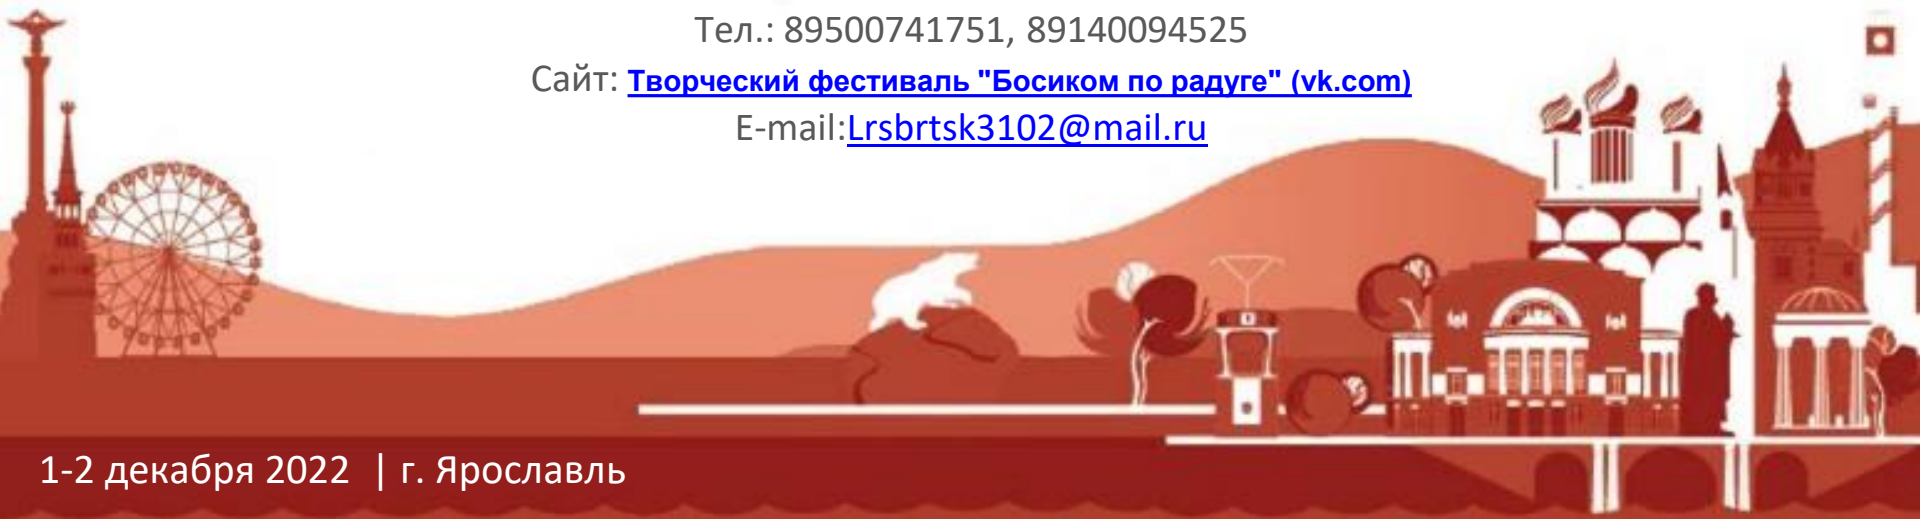 Тел.: 89500741751, 89140094525
Сайт: Творческий фестиваль "Босиком по радуге" (vk.com)
E-mail:Lrsbrtsk3102@mail.ru
1-2 декабря 2022 | г. Ярославль